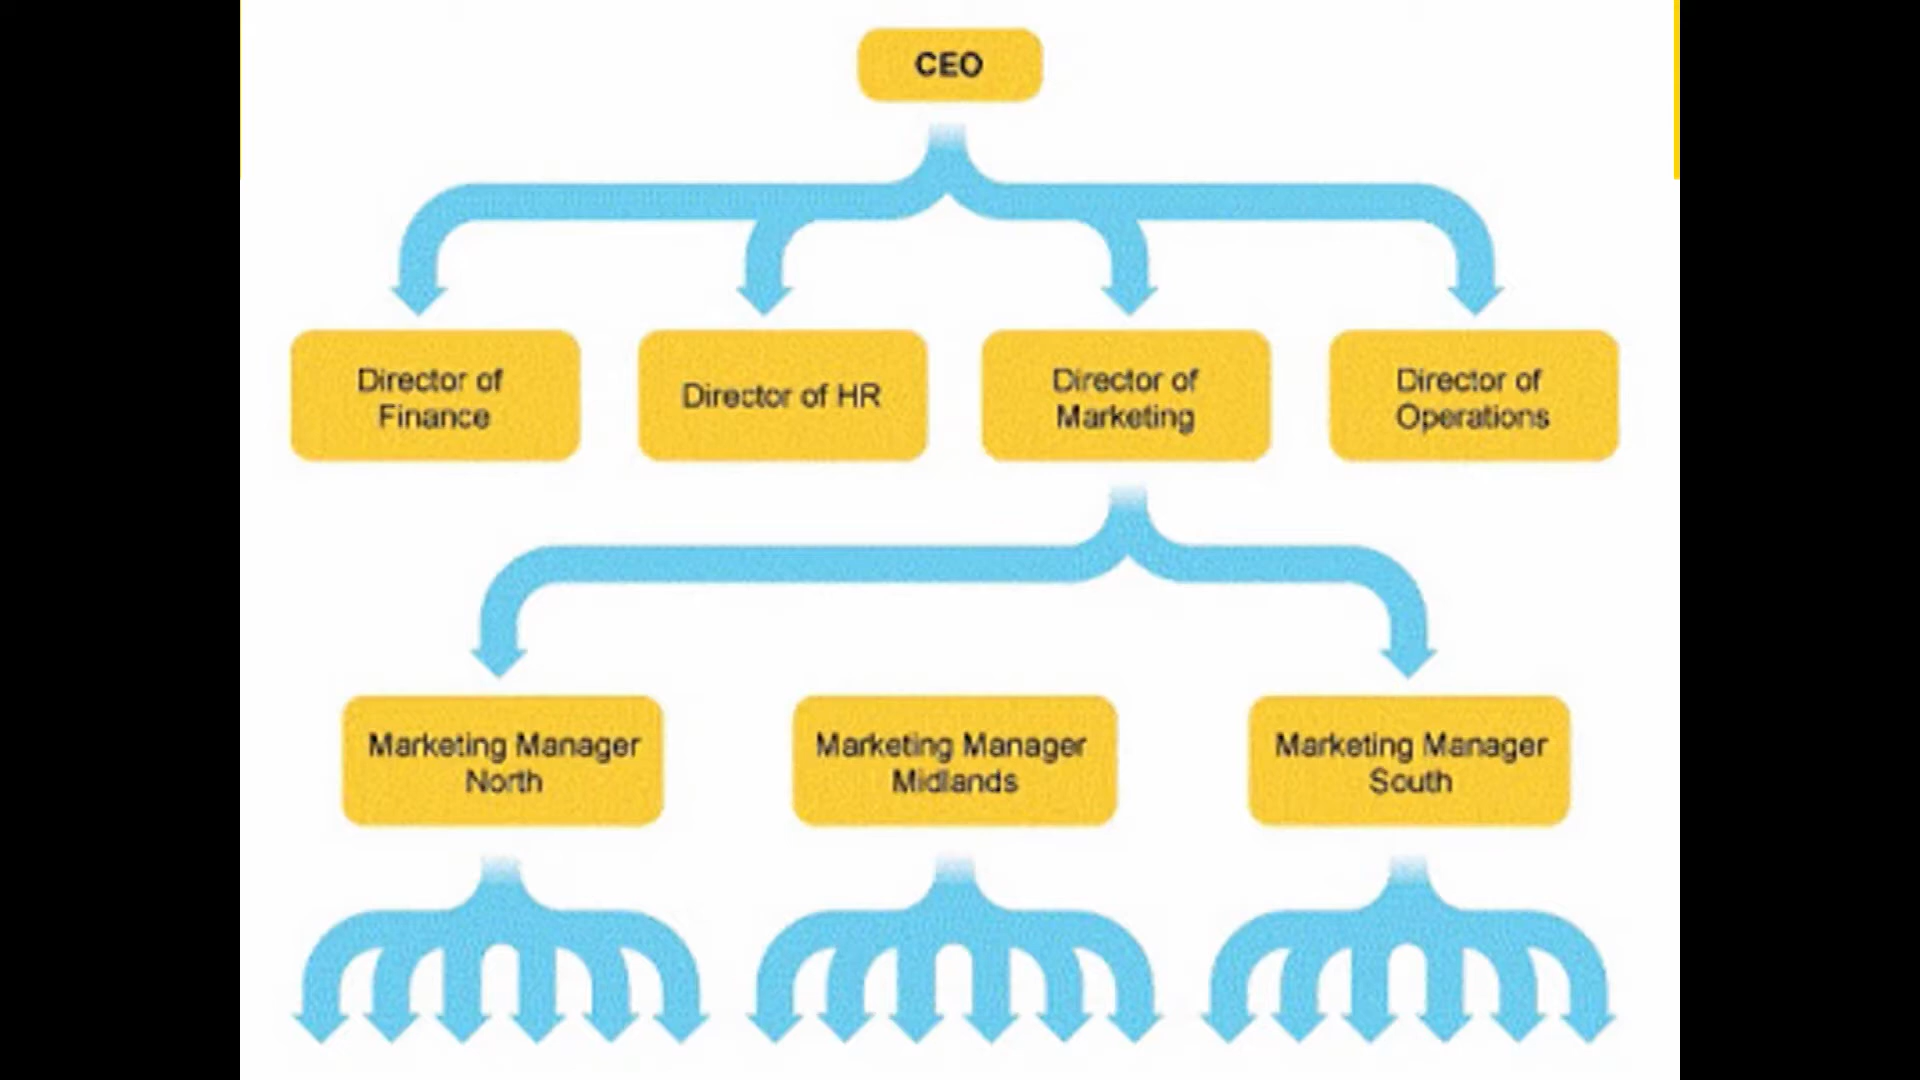 CEO
Director of
Finance
Director of HR
Director of
Marketing
Director of
Operations
Marketing Manager
North
Marketing Manager
Midlands
Marketing Manager
South